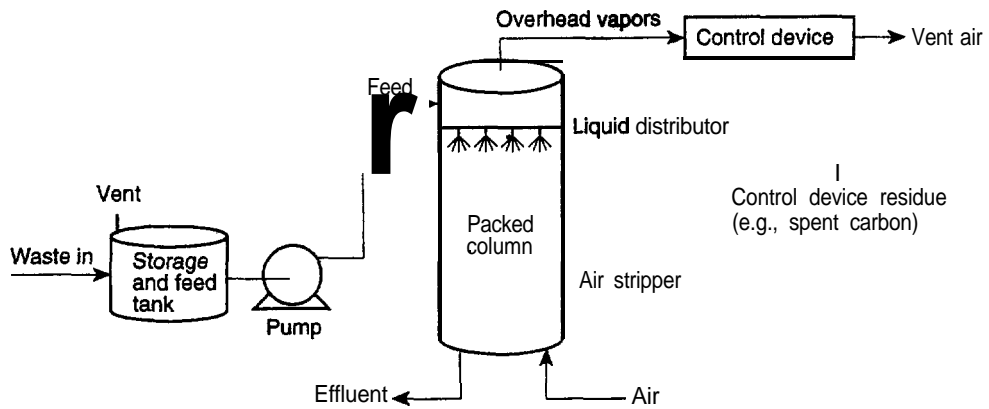 Overhead vapors
Control device
Vent air
Feed
Liquid distributor
Control device residue
(e.g., spent carbon)
Vent
Packed
column
Waste in
Storage
and feed
tank
Air stripper
Pump
Effluent
Air